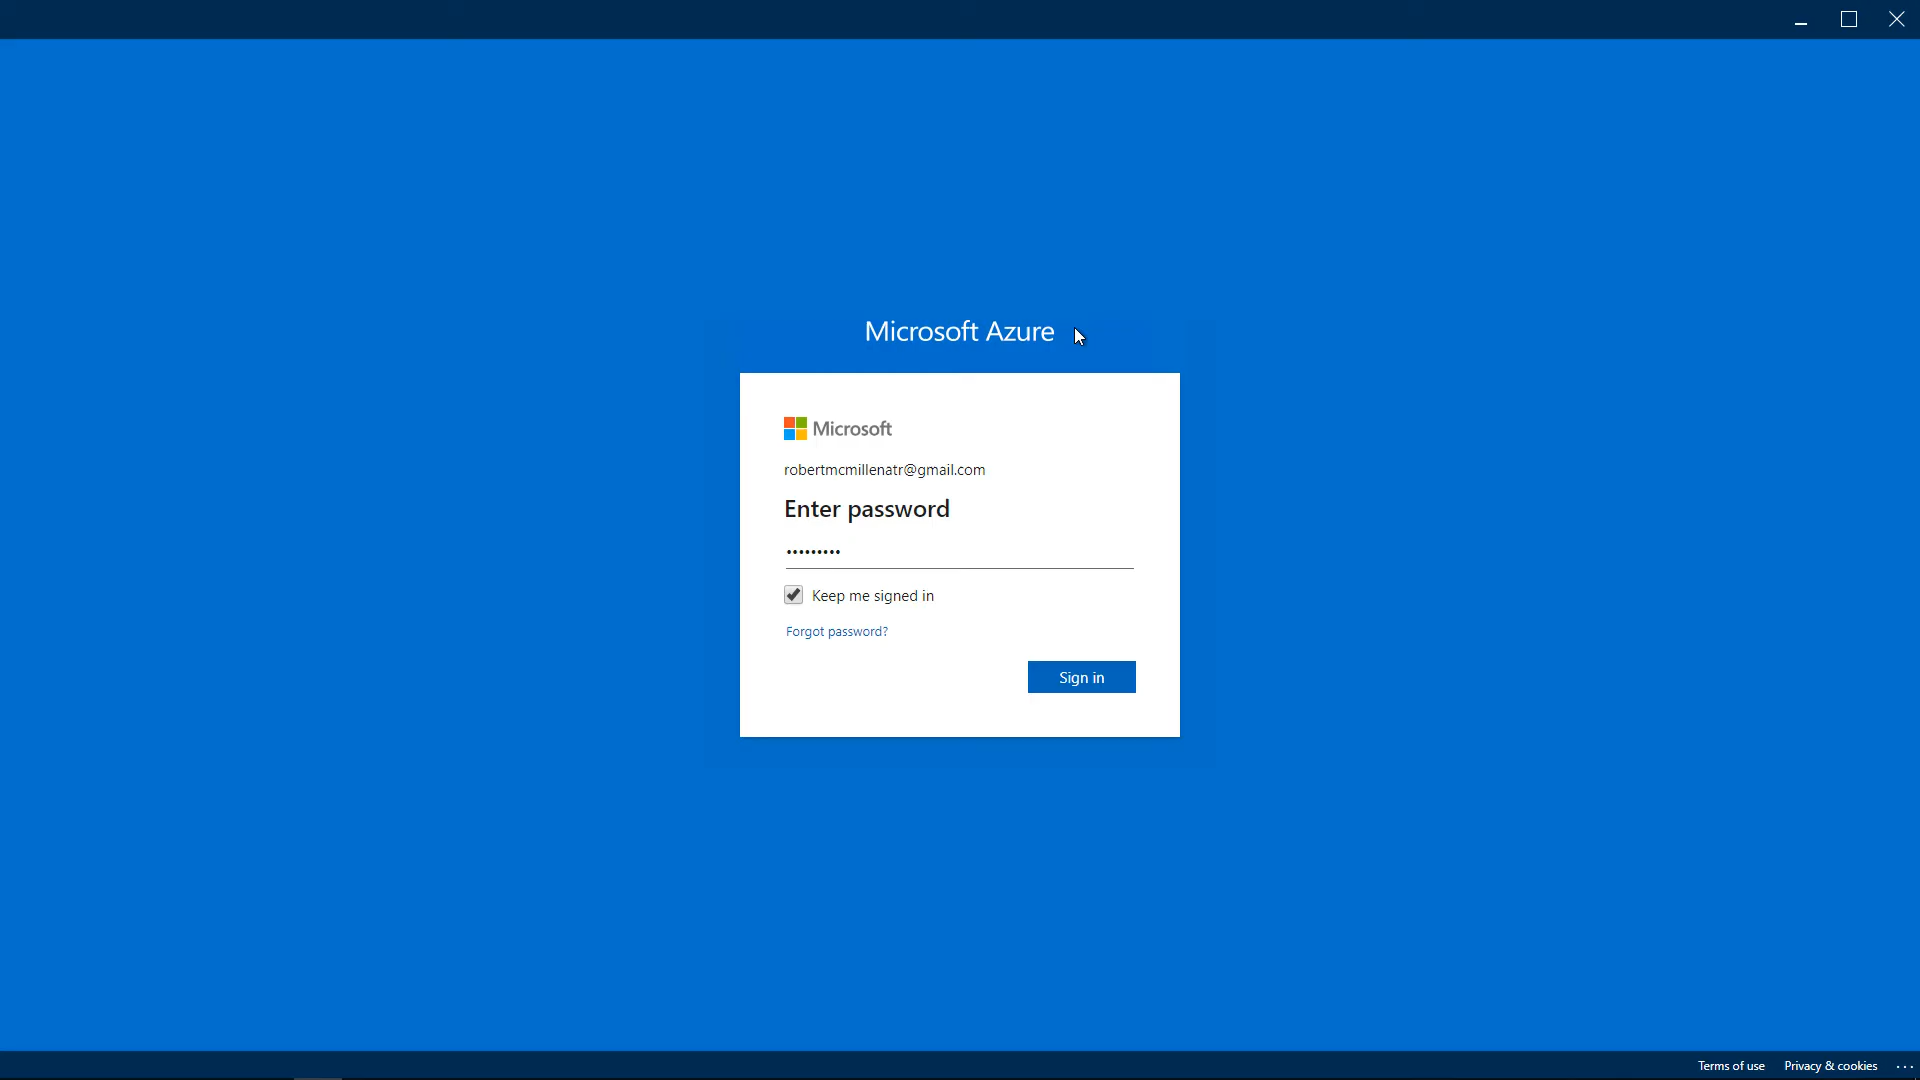 Microsoft Azure
Microsoft
robertmcmillenatr@gmail.com
Enter password
•••••••••
Keep me signed in
Forgot password?
Sign in
Terms of use Privacy & cookies ...